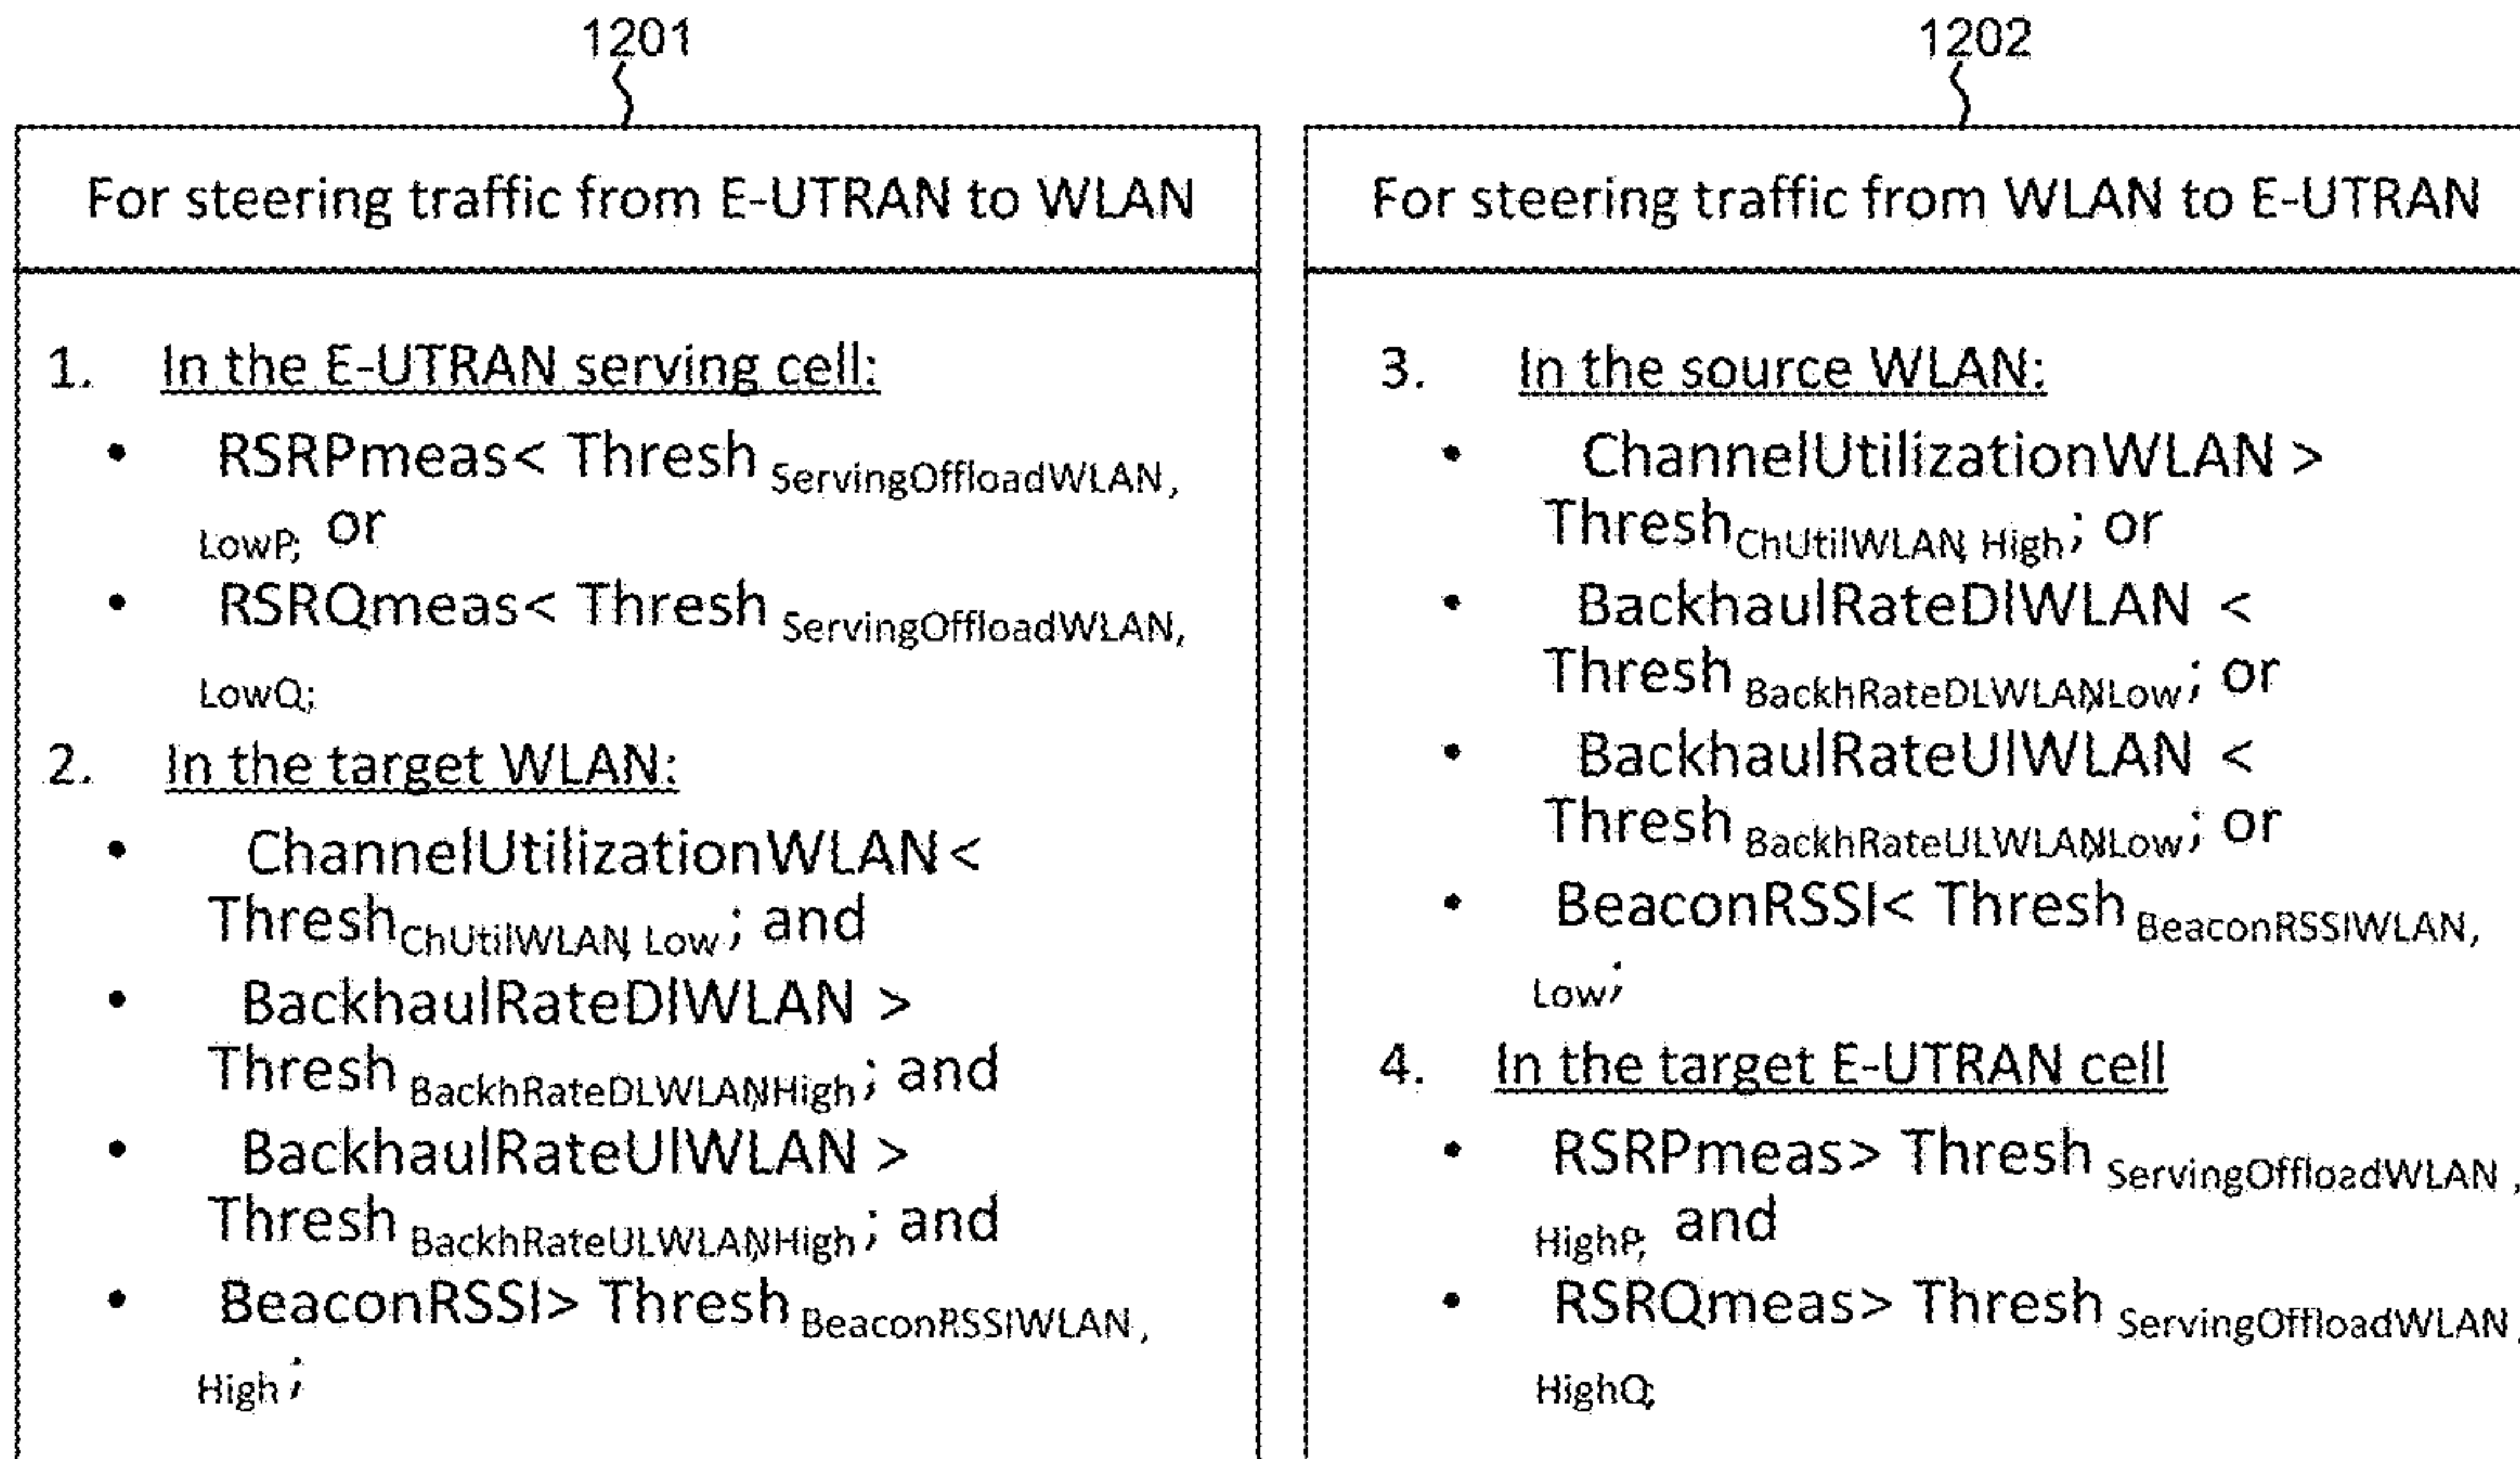 1201
For steering traffic from E-UTRAN to WLAN
1. In the E-UTRAN serving cell:
• RSRPmeas< Thresh ServingOffloadWLAN,
LowP; or
• RSRQmeas< Thresh ServingOffloadWLAN,
LowQ;
2. In the target WLAN:
• ChannelUtilizationWLAN <
ThreshChUtilWLAN, Low; and
• BackhaulRateDlWLAN >
Thresh BackhRateDLWLAN,High; and
• BackhaulRateUlWLAN >
Thresh BackhRateULWLAN,High; and
• BeaconRSSI> Thresh BeaconRSSIWLAN,
High;
1202
For steering traffic from WLAN to E-UTRAN
3. In the source WLAN:
• ChannelUtilizationWLAN >
ThreshChUtilWLAN, High; or
• BackhaulRateDlWLAN <
Thresh BackhRateDLWLAN,Low; or
• BackhaulRateUlWLAN <
Thresh BackhRateULWLAN,Low; or
• BeaconRSSI< Thresh BeaconRSSIWLAN,
Low;
4. In the target E-UTRAN cell
• RSRPmeas> Thresh ServingOffloadWLAN,
HighP; and
• RSRQmeas> Thresh ServingOffloadWLAN,
HighQ;